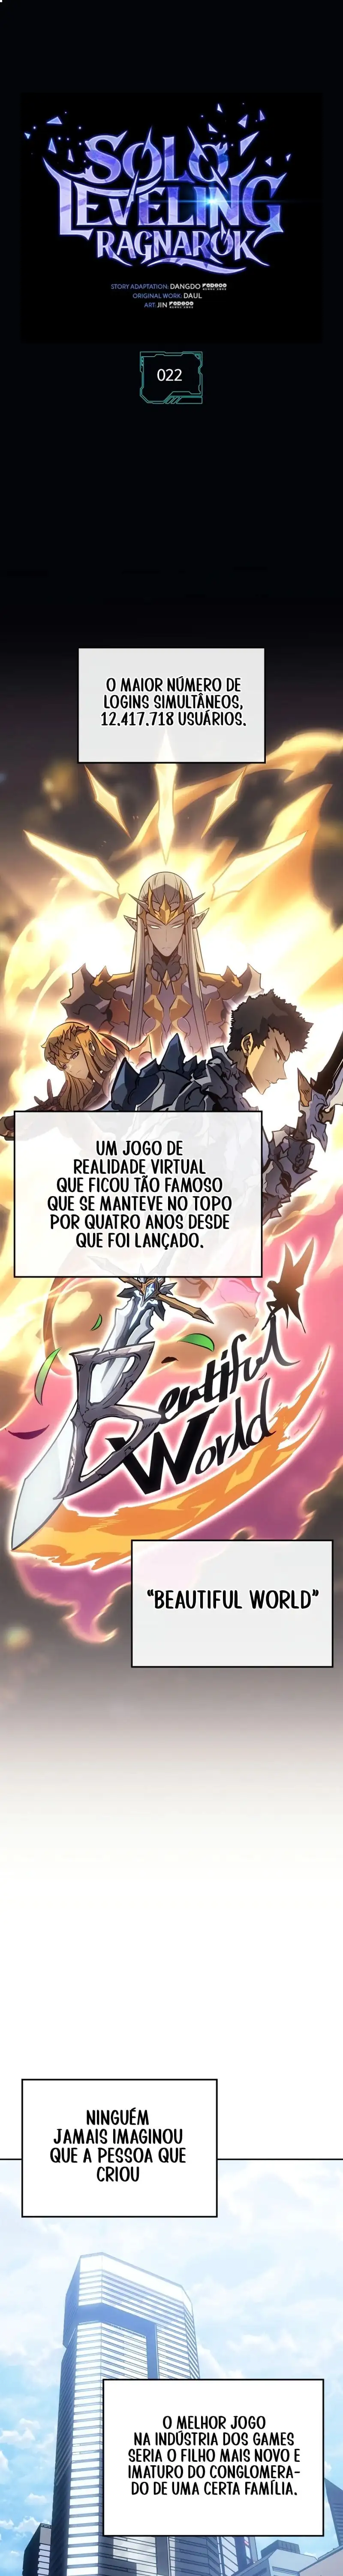 SOLO
LEVELING
RAGNAROK
STORY ADAPTATION: DANGDO
ORIGINAL WORK: DAUL
ART: JIN
022
O MAIOR NÚMERO DE
LOGINS SIMULTÂNEOS,
12.417.718 USUÁRIOS.
UM JOGO DE
REALIDADE VIRTUAL
QUE FICOU TÃO FAMOSO
QUE SE MANTEVE NO TOPO
POR QUATRO ANOS DESDE
QUE FOI LANÇADO.
Beautiful
World
“BEAUTIFUL WORLD”
NINGUÉM
JAMAIS IMAGINOU
QUE A PESSOA QUE
CRIOU
O MELHOR JOGO
NA INDÚSTRIA DOS GAMES
SERIA O FILHO MAIS NOVO E
IMATURO DO CONGLOMERA-
DO DE UMA CERTA FAMÍLIA.